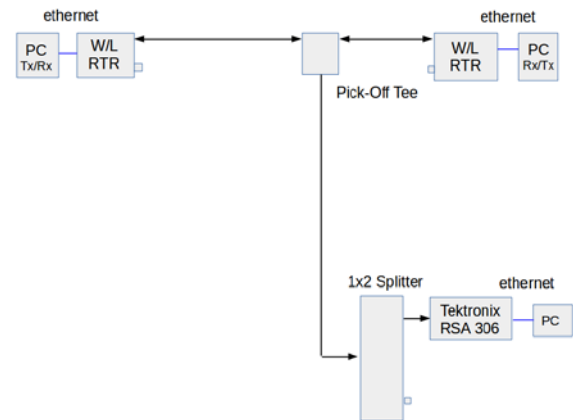 ethernet
ethernet
PC
Tx/Rx
W/L
RTR
W/L
RTR
PC
Rx/Tx
Pick-Off Tee
1x2 Splitter
ethernet
Tektronix
RSA 306
PC